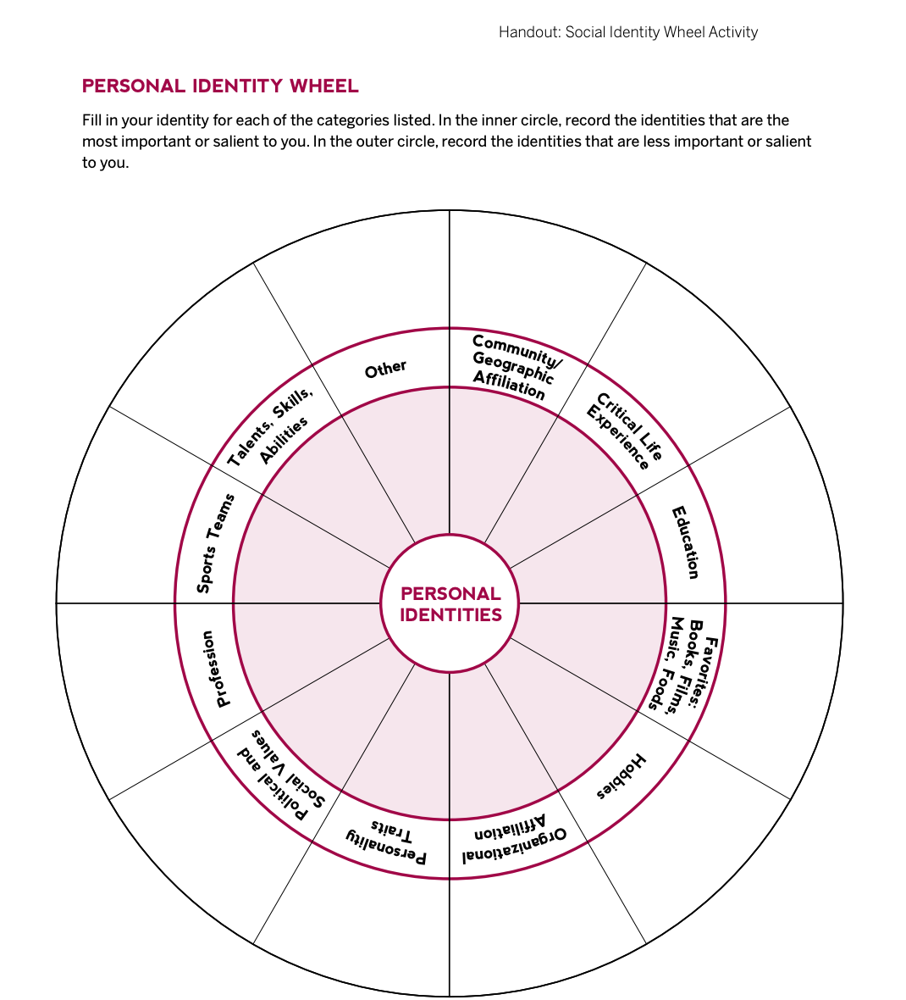 Handout: Social Identity Wheel Activity
PERSONAL IDENTITY WHEEL
Fill in your identity for each of the categories listed. In the inner circle, record the identities that are the
most important or salient to you. In the outer circle, record the identities that are less important or salient
to you.
Community/
Geographic
Affiliation
Critical Life
Experience
Education
Favorites:
Books, Films,
Music, Foods
Hobbies
Organizational
Affiliation
Personality
Traits
Political and
Social Values
Profession
Sports Teams
Talents, Skills,
Abilities
Other
PERSONAL
IDENTITIES